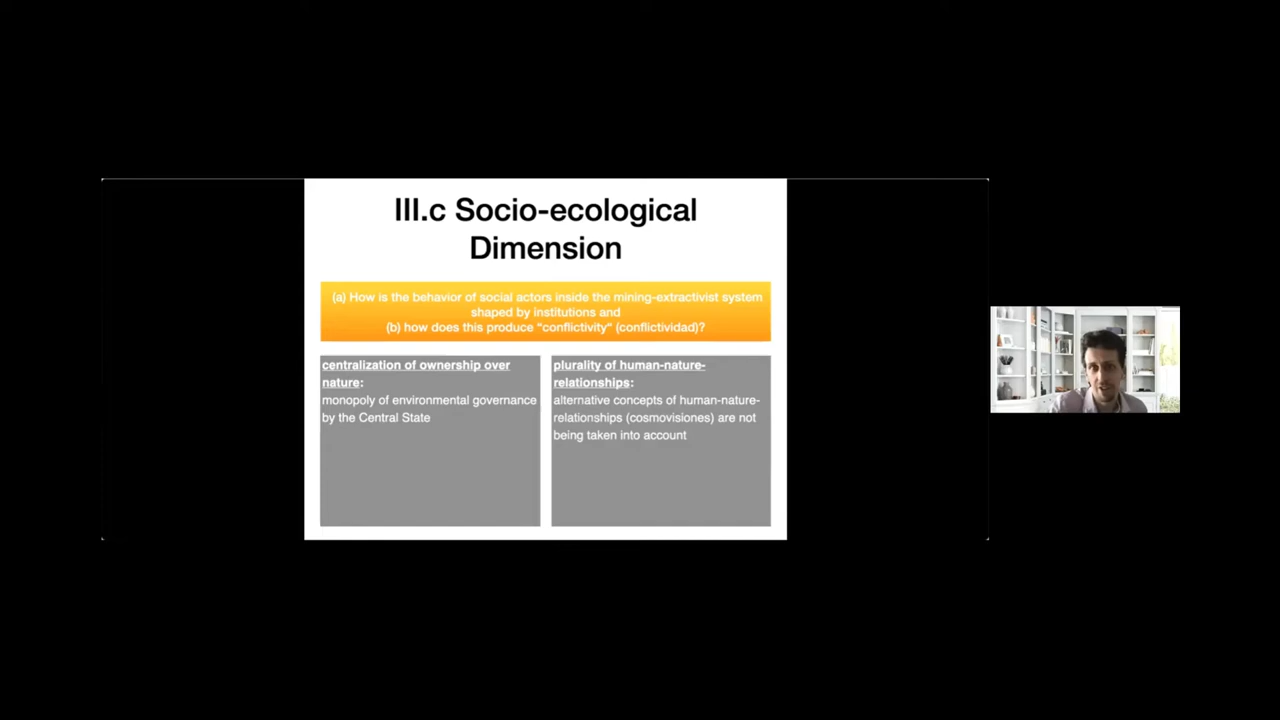 III.c Socio-ecological
Dimension
(a) How is the behavior of social actors inside the mining-extractivist system
shaped by institutions and
(b) how does this produce "conflictivity" (conflictividad)?
centralization of ownership over
nature:
monopoly of environmental governance
by the Central State
plurality of human-nature-
relationships:
alternative concepts of human-nature-
relationships (cosmovisiones) are not
being taken into account